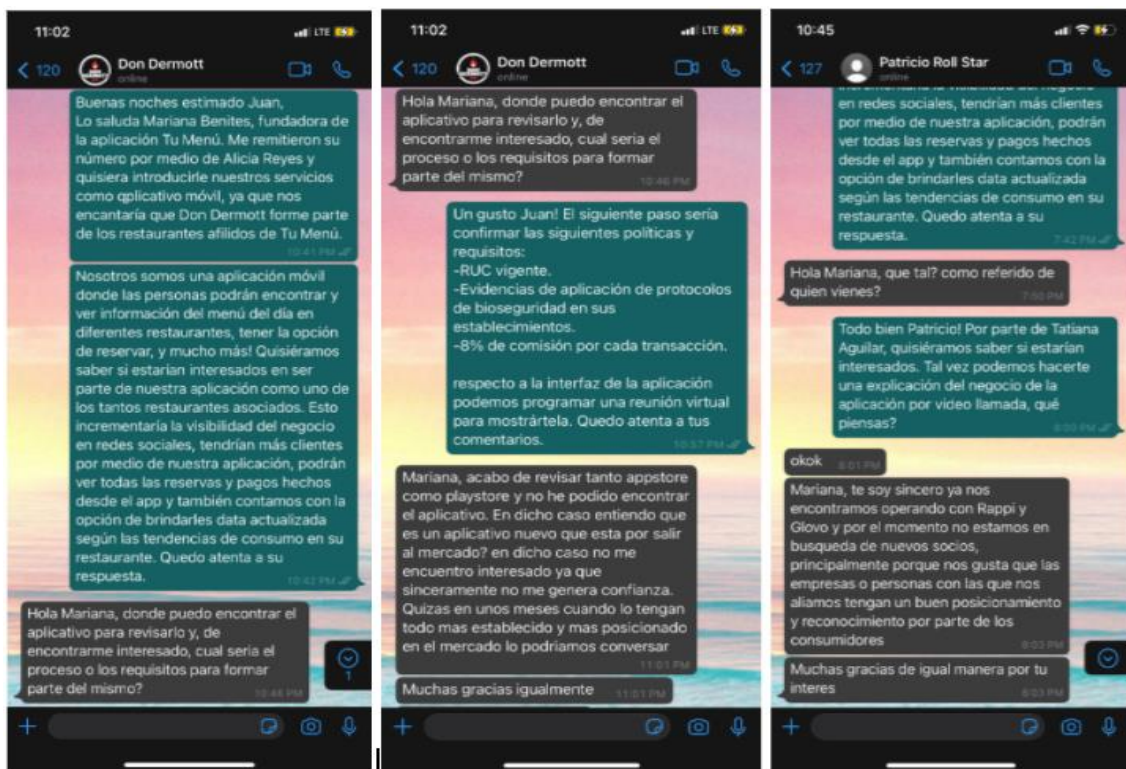 11:02
LTE
120
Don Dermott
online
Buenas noches estimado Juan,
Lo saluda Mariana Benites, fundadora
de la aplicación Tu Menú. Me remitieron su
número por medio de Alicia Reyes y
quisiera introducirle nuestros servicios
como qplicativo móvil, ya que nos
encantaría que Don Dermott forme parte
de los restaurantes afilidos de Tu Menú.
10:41 PM
Nosotros somos una aplicación móvil
donde las personas podrán encontrar y
ver información del menú del día en
diferentes restaurantes, tener la opción
de reservar, y mucho más! Quisiéramos
saber si estarían interesados en ser
parte de nuestra aplicación como uno de
los tantos restaurantes asociados. Esto
incrementaría la visibilidad del negocio
en redes sociales, tendrían más clientes
por medio de nuestra aplicación, podrán
ver todas las reservas y pagos hechos
desde el app y también contamos con la
opción de brindarles data actualizada
según las tendencias de consumo en su
restaurante. Quedo atenta a su
respuesta.
10:42 PM
Hola Mariana, donde puedo encontrar el
aplicativo para revisarlo y, de
encontrarme interesado, cual seria el
proceso o los requisitos para formar
parte del mismo?
10:46 PM
1
11:02
LTE
120
Don Dermott
online
Hola Mariana, donde puedo encontrar el
aplicativo para revisarlo y, de
encontrarme interesado, cual seria el
proceso o los requisitos para formar
parte del mismo?
10:46 PM
Un gusto Juan! El siguiente paso sería
confirmar las siguientes políticas y
requisitos:
-RUC vigente.
-Evidencias de aplicación de protocolos
de bioseguridad en sus
establecimientos.
-8% de comisión por cada transacción.
respecto a la interfaz de la aplicación
podemos programar una reunión virtual
para mostrártela. Quedo atenta a tus
comentarios.
10:57 PM
Mariana, acabo de revisar tanto appstore
como playstore y no he podido encontrar
el aplicativo. En dicho caso entiendo que
es un aplicativo nuevo que esta por salir
al mercado? en dicho caso no me
encuentro interesado ya que
sinceramente no me genera confianza.
Quizas en unos meses cuando lo tengan
todo mas establecido y mas posicionado
en el mercado lo podriamos conversar
11:01 PM
Muchas gracias igualmente
11:01 PM
10:45
127
Patricio Roll Star
online
incrementaría la visibilidad del negocio
en redes sociales, tendrían más clientes
por medio de nuestra aplicación, podrán
ver todas las reservas y pagos hechos
desde el app y también contamos con la
opción de brindarles data actualizada
según las tendencias de consumo en su
restaurante. Quedo atenta a su
respuesta.
7:42 PM
Hola Mariana, que tal? como referido de
quien vienes?
7:50 PM
Todo bien Patricio! Por parte de Tatiana
Aguilar, quisiéramos saber si estarían
interesados. Tal vez podemos hacerte
una explicación del negocio de la
aplicación por video llamada, qué
piensas?
okok
8:01 PM
Mariana, te soy sincero ya nos
encontramos operando con Rappi y
Glovo y por el momento no estamos en
busqueda de nuevos socios,
principalmente porque nos gusta que las
empresas o personas con las que nos
aliamos tengan un buen posicionamiento
y reconocimiento por parte de los
consumidores
8:03 PM
Muchas gracias de igual manera por tu
interes
8:03 PM